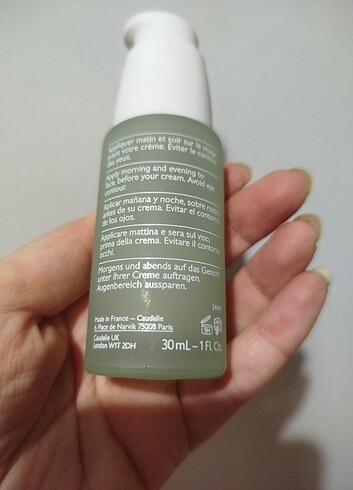 Appliquer matin et soir sur le visage
avant votre crème. Éviter le contour
des yeux.
Apply morning and evening to
face, before your cream. Avoid eye
contour.
Aplicar mañana y noche, sobre rostro
antes de su crema. Evitar el contorno
de los ojos.
Applicare mattina e sera sul viso,
prima della crema. Evitare il contorno
occhi.
Morgens und abends auf das Gesicht
unter ihrer Creme auftragen.
Augenbereich aussparen.
Made in France – Caudalie
6, Place de Narvik 75008 Paris
Caudalie UK
London W1T 2DH
30 mL – 1 FL Oz.